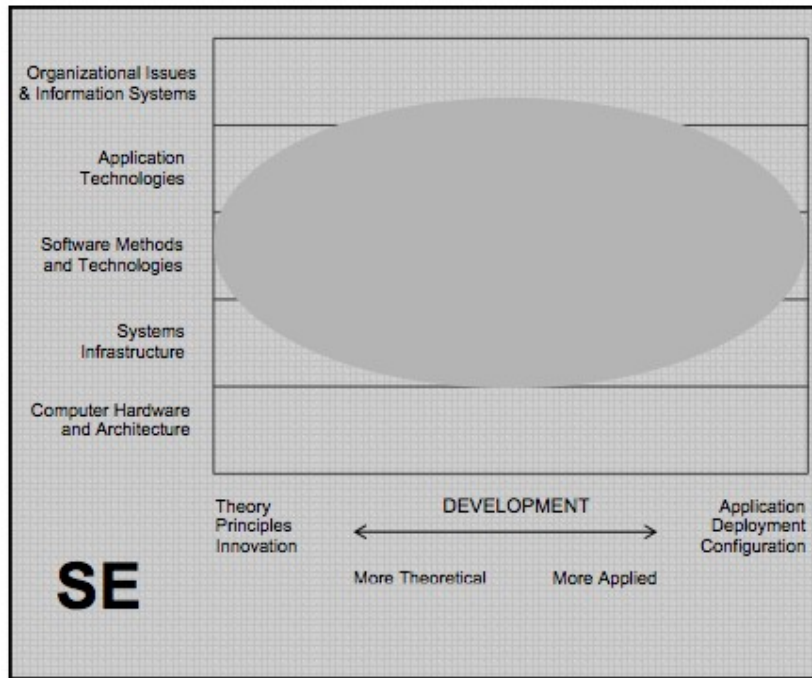 Organizational Issues
& Information Systems
Application
Technologies
Software Methods
and Technologies
Systems
Infrastructure
Computer Hardware
and Architecture
Theory
Principles
Innovation
DEVELOPMENT
Application
Deployment
Configuration
More Theoretical
More Applied
SE